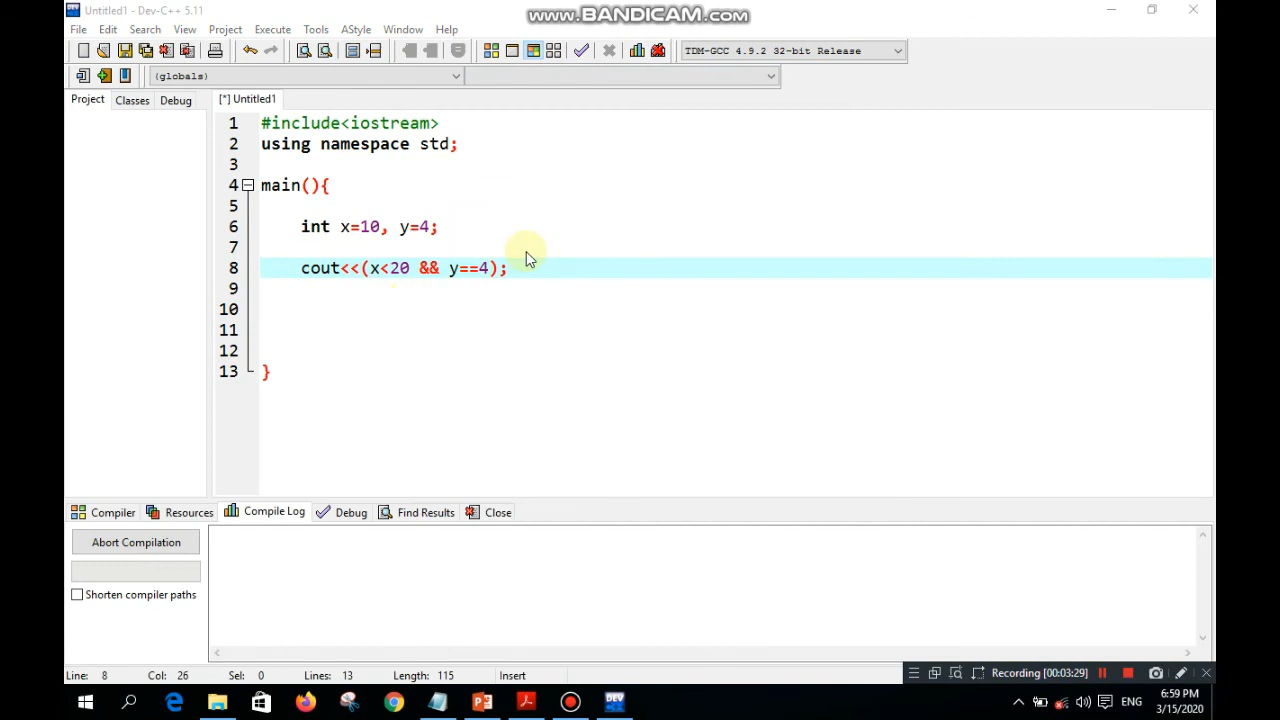 Untitled1 - Dev-C++ 5.11
www.BANDICAM.com
File Edit Search View Project Execute Tools AStyle Window Help
TDM-GCC 4.9.2 32-bit Release
(globals)
Project Classes Debug
[*] Untitled1
1 #include<iostream>
2 using namespace std;
3
4 main(){
5
6 int x=10, y=4;
7
8 cout<<(x<20 && y==4);
9
10
11
12
13 }
Compiler Resources Compile Log Debug Find Results Close
Abort Compilation
Shorten compiler paths
Line: 8 Col: 26 Sel: 0 Lines: 13 Length: 115 Insert
Recording [00:03:29]
DEV
ENG
6:59 PM
3/15/2020